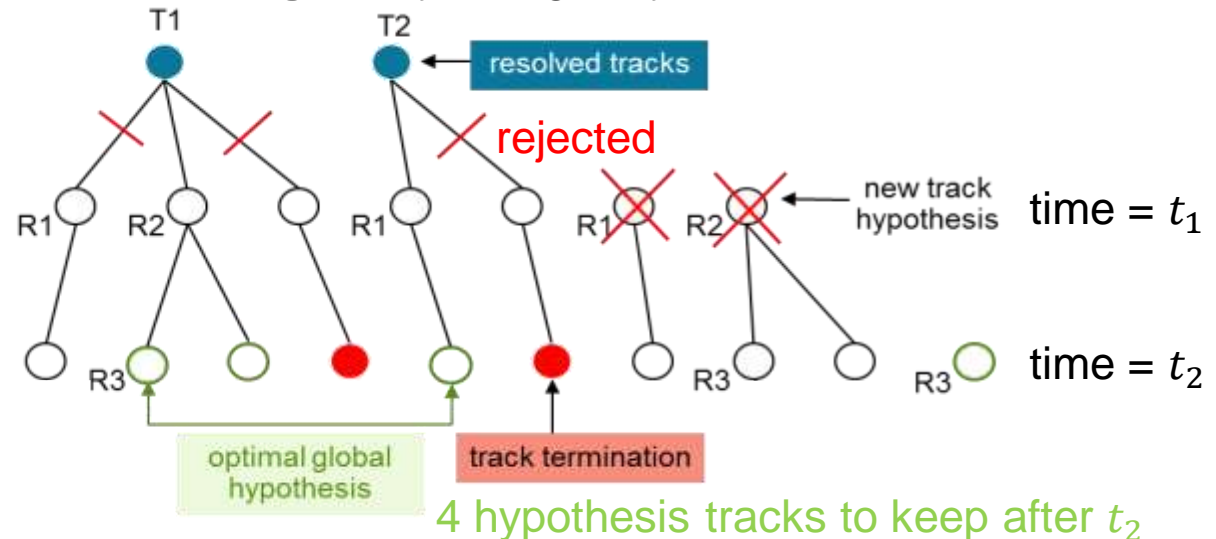 T1
T2
resolved tracks
rejected
R1
R2
R1
R1
R2
new track
hypothesis
time = t₁
R3
R3
R3
time = t₂
optimal global
hypothesis
track termination
4 hypothesis tracks to keep after t₂